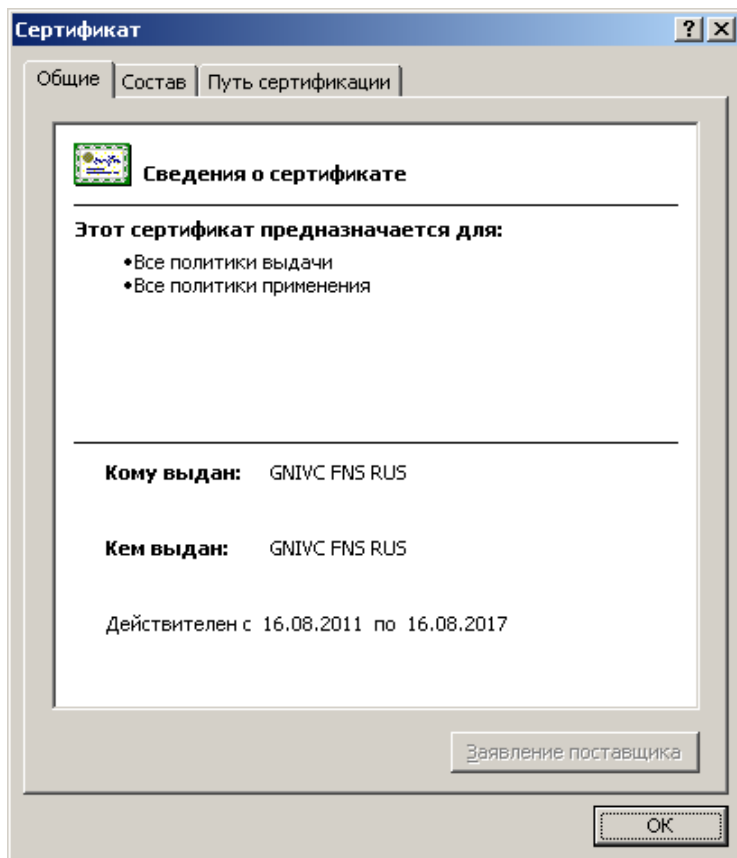 Сертификат
Общие Состав Путь сертификации
Сведения о сертификате
Этот сертификат предназначается для:
•Все политики выдачи
•Все политики применения
Кому выдан: GNIVC FNS RUS
Кем выдан: GNIVC FNS RUS
Действителен с 16.08.2011 по 16.08.2017
Заявление поставщика
ОК